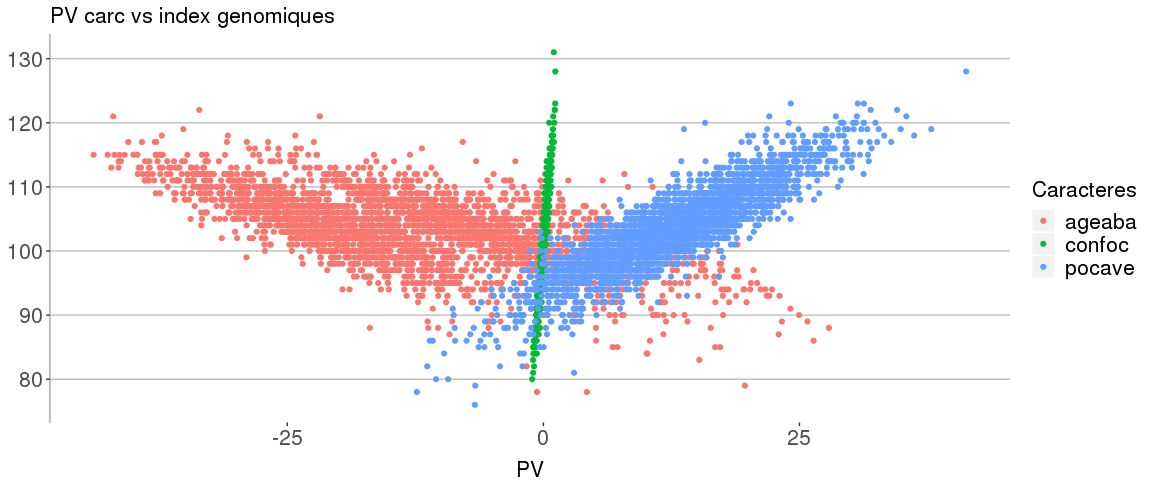 PV carc vs index genomiques
130
120
110
100
90
80
-25
0
25
PV
Caracteres
ageaba
confoc
pocave